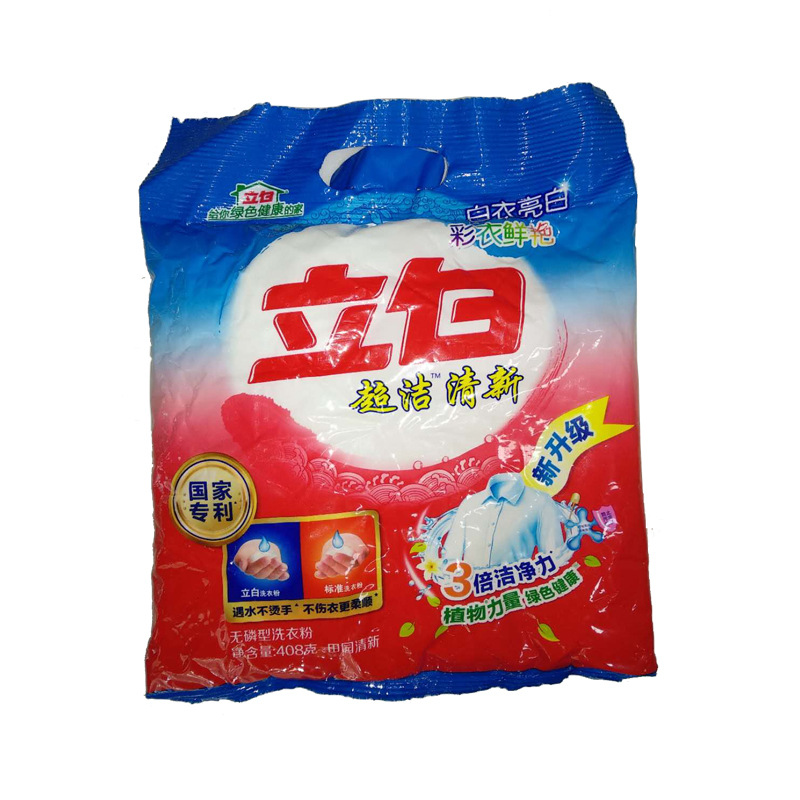 立白
给你绿色健康的家
白衣亮白
彩衣鲜艳
立白
超洁™清新
新升级
国家
专利*
立白洗衣粉
标准洗衣粉
遇水不烫手* 不伤衣更柔顺*
3倍洁净力*
植物力量 绿色健康*
无磷型洗衣粉
净含量:408克 田园清新